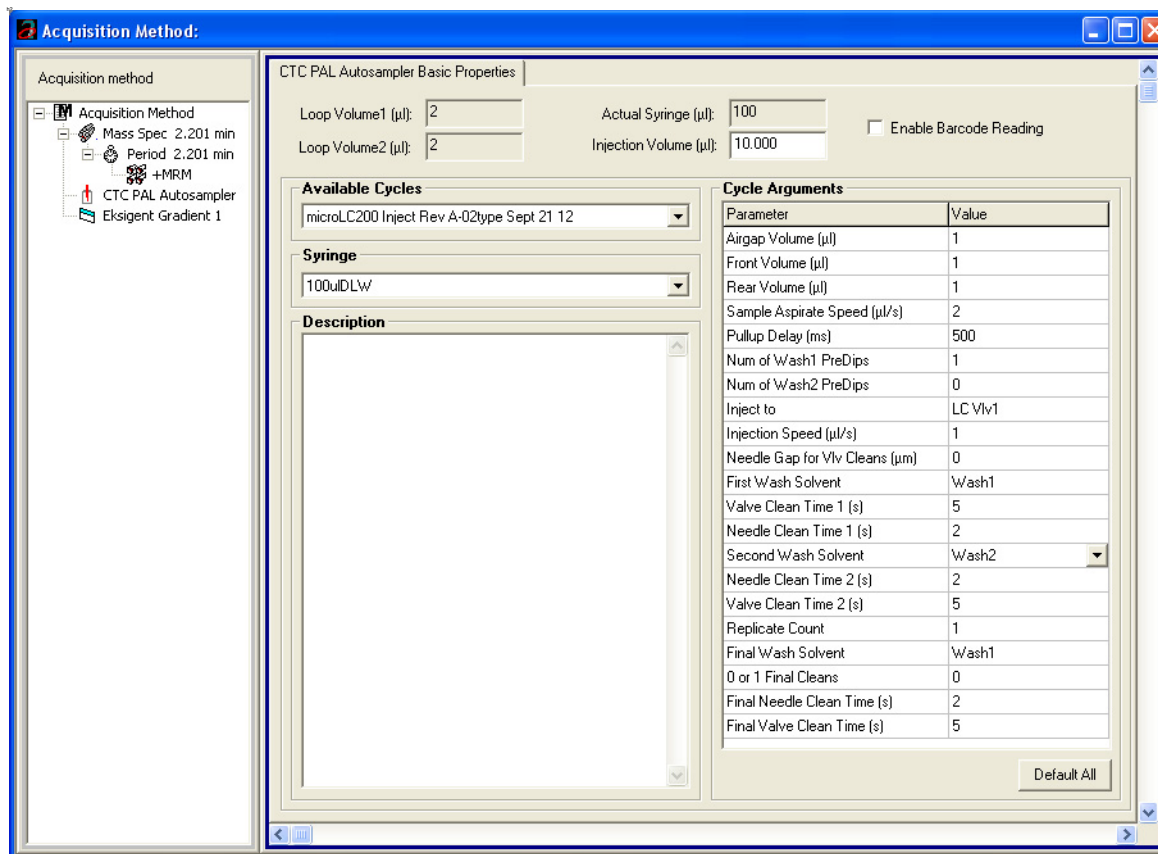 Acquisition Method:
Acquisition method
Acquisition Method
Mass Spec 2.201 min
Period 2.201 min
+MRM
CTC PAL Autosampler
Eksigent Gradient 1
CTC PAL Autosampler Basic Properties
Loop Volume1 (µl): 2
Actual Syringe (µl): 100
Enable Barcode Reading
Loop Volume2 (µl): 2
Injection Volume (µl): 10.000
Available Cycles
microLC200 Inject Rev A-02type Sept 21 12
Syringe
100ulDLW
Description
Cycle Arguments
Parameter Value
Airgap Volume (µl) 1
Front Volume (µl) 1
Rear Volume (µl) 1
Sample Aspirate Speed (µl/s) 2
Pullup Delay (ms) 500
Num of Wash1 PreDips 1
Num of Wash2 PreDips 0
Inject to LC Vlv1
Injection Speed (µl/s) 1
Needle Gap for Vlv Cleans (µm) 0
First Wash Solvent Wash1
Valve Clean Time 1 (s) 5
Needle Clean Time 1 (s) 2
Second Wash Solvent Wash2
Needle Clean Time 2 (s) 2
Valve Clean Time 2 (s) 5
Replicate Count 1
Final Wash Solvent Wash1
0 or 1 Final Cleans 0
Final Needle Clean Time (s) 2
Final Valve Clean Time (s) 5
Default All